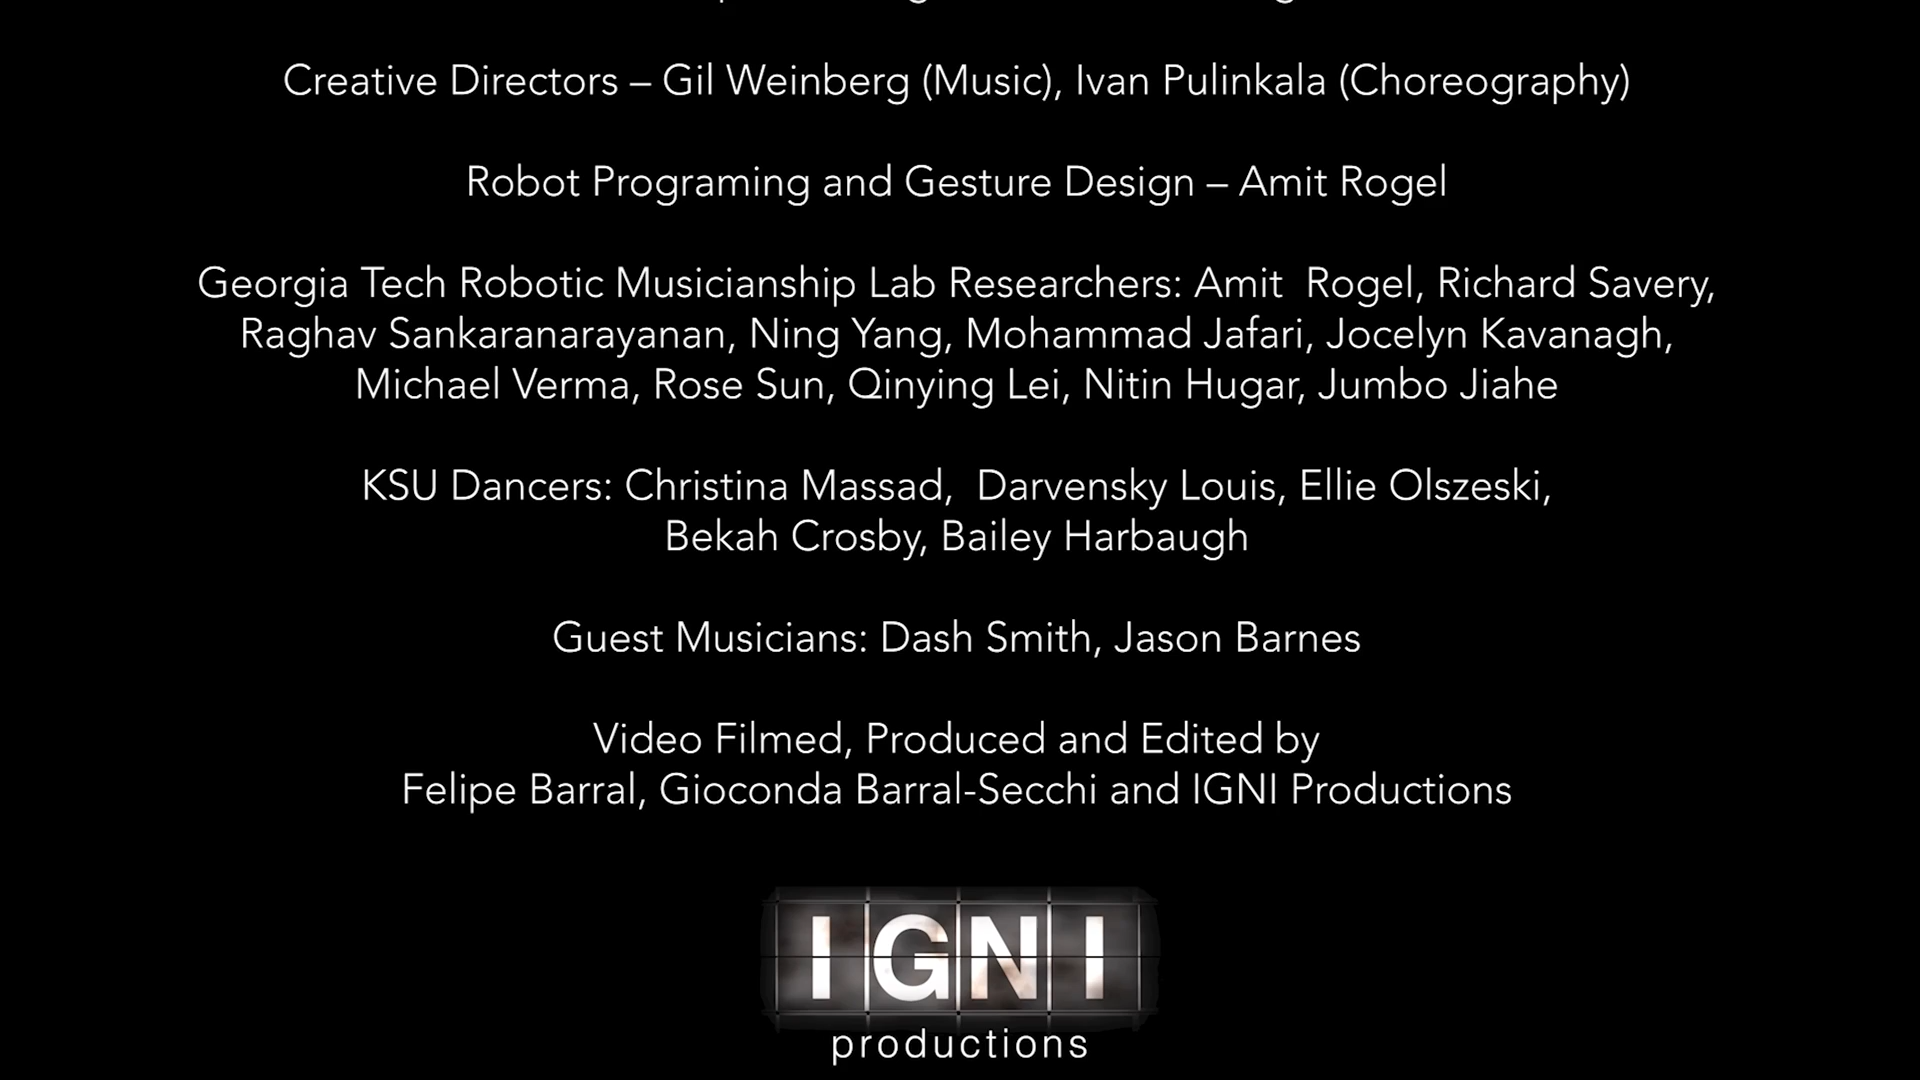 Creative Directors – Gil Weinberg (Music), Ivan Pulinkala (Choreography)
Robot Programing and Gesture Design – Amit Rogel
Georgia Tech Robotic Musicianship Lab Researchers: Amit  Rogel, Richard Savery,
Raghav Sankaranarayanan, Ning Yang, Mohammad Jafari, Jocelyn Kavanagh,
Michael Verma, Rose Sun, Qinying Lei, Nitin Hugar, Jumbo Jiahe
KSU Dancers: Christina Massad,  Darvensky Louis, Ellie Olszeski,
Bekah Crosby, Bailey Harbaugh
Guest Musicians: Dash Smith, Jason Barnes
Video Filmed, Produced and Edited by
Felipe Barral, Gioconda Barral-Secchi and IGNI Productions
IGNI
productions